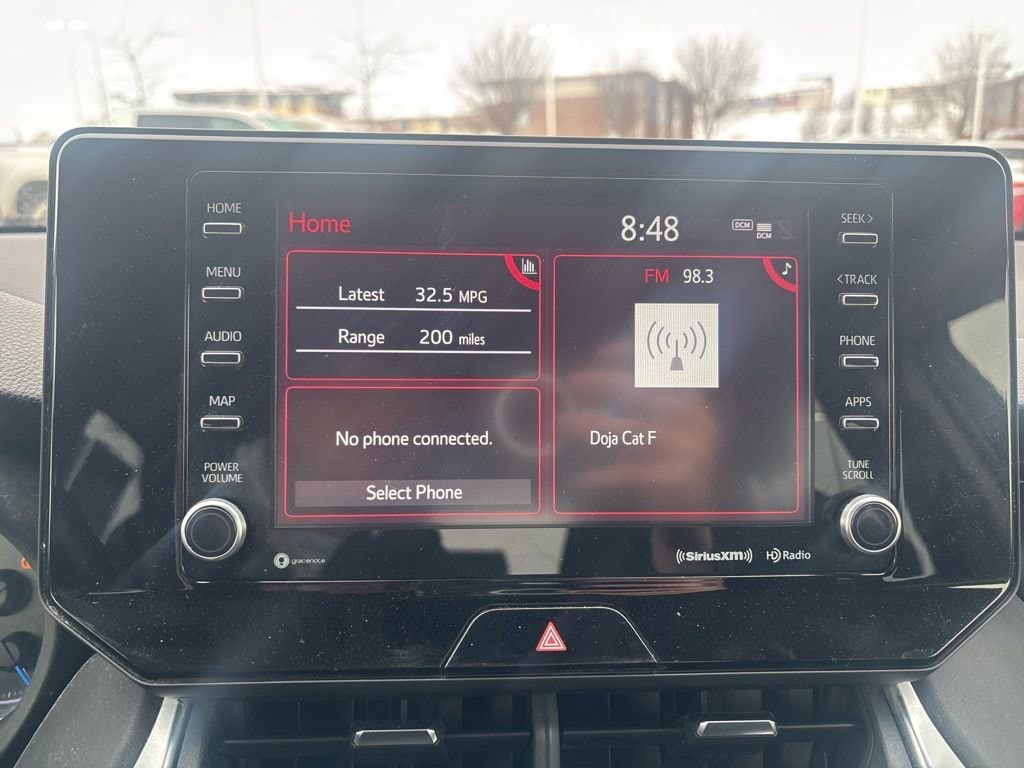 HOME
MENU
AUDIO
MAP
POWER
VOLUME
Home
8:48
DCM
DCM
Latest 32.5 MPG
Range 200 miles
No phone connected.
Select Phone
FM 98.3
Doja Cat F
SEEK>
<TRACK
PHONE
APPS
TUNE
SCROLL
gracenote
((SiriusXM))
HD Radio